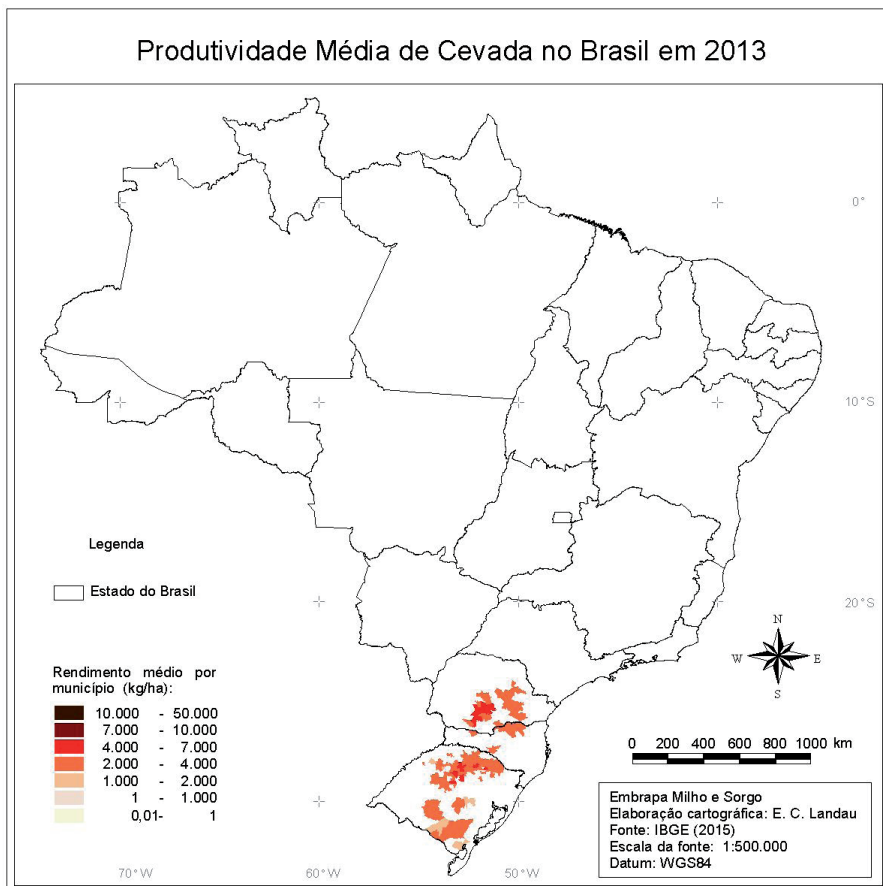 Produtividade Média de Cevada no Brasil em 2013
0°
10°S
Legenda
Estado do Brasil
20°S
N
W E
S
Rendimento médio por
município (kg/ha):
10.000 - 50.000
7.000 - 10.000
4.000 - 7.000
2.000 - 4.000
1.000 - 2.000
1 - 1.000
0,01- 1
0 200 400 600 800 1000 km
Embrapa Milho e Sorgo
Elaboração cartográfica: E. C. Landau
Fonte: IBGE (2015)
Escala da fonte: 1:500.000
Datum: WGS84
70°W 60°W 50°W